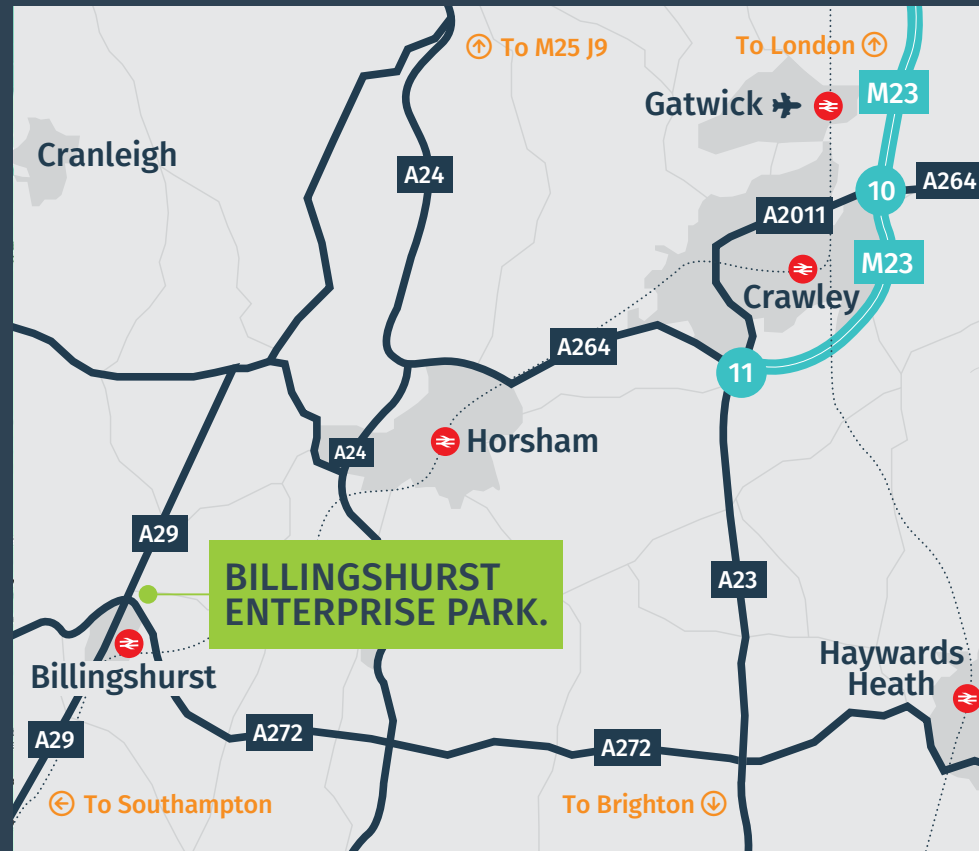 To M25 J9
To London
M23
Gatwick
Cranleigh
A24
10
A264
A2011
M23
Crawley
A264
11
Horsham
A24
A29
BILLINGSHURST
ENTERPRISE PARK.
A23
Billingshurst
Haywards
Heath
A29
A272
A272
To Southampton
To Brighton